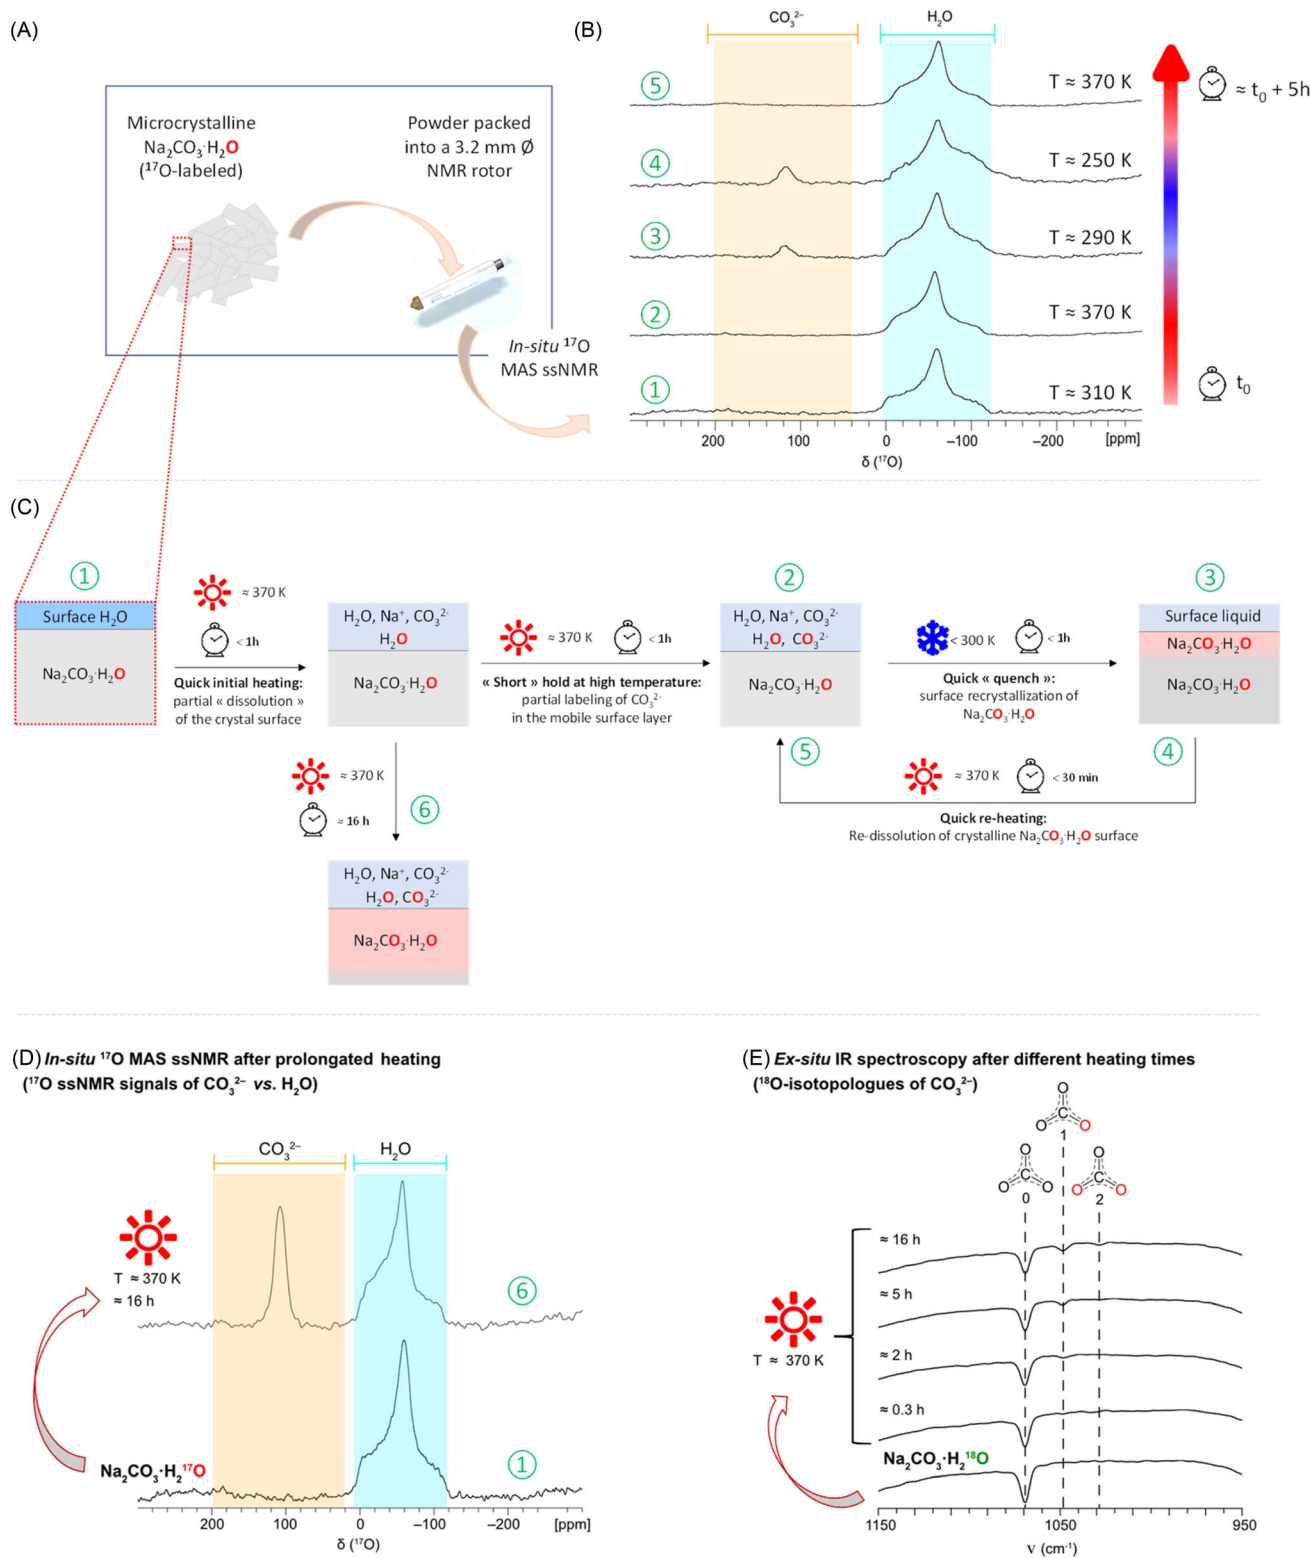 (A)
Microcrystalline
Na₂CO₃·H₂O
(¹⁷O-labeled)
Powder packed
into a 3.2 mm Ø
NMR rotor
In-situ ¹⁷O
MAS ssNMR
(B)
CO₃²⁻
H₂O
⑤
T ≈ 370 K
≈ t₀ + 5h
④
T ≈ 250 K
③
T ≈ 290 K
②
T ≈ 370 K
①
T ≈ 310 K
t₀
200 100 0 –100 –200 [ppm]
δ (¹⁷O)
(C)
①
Surface H₂O
Na₂CO₃·H₂O
≈ 370 K
< 1h
Quick initial heating:
partial « dissolution »
of the crystal surface
H₂O, Na⁺, CO₃²⁻
H₂O
Na₂CO₃·H₂O
≈ 370 K
< 1h
« Short » hold at high temperature:
partial labeling of CO₃²⁻
in the mobile surface layer
②
H₂O, Na⁺, CO₃²⁻
H₂O, CO₃²⁻
Na₂CO₃·H₂O
⑤
< 300 K
< 1h
Quick « quench »:
surface recrystallization of
Na₂CO₃·H₂O
③
Surface liquid
Na₂CO₃·H₂O
Na₂CO₃·H₂O
④
≈ 370 K
< 30 min
Quick re-heating:
Re-dissolution of crystalline Na₂CO₃·H₂O surface
≈ 370 K
≈ 16 h
⑥
H₂O, Na⁺, CO₃²⁻
H₂O, CO₃²⁻
Na₂CO₃·H₂O
(D) In-situ ¹⁷O MAS ssNMR after prolongated heating
(¹⁷O ssNMR signals of CO₃²⁻ vs. H₂O)
CO₃²⁻
H₂O
T ≈ 370 K
≈ 16 h
⑥
Na₂CO₃·H₂¹⁷O
①
200 100 0 –100 –200 [ppm]
δ (¹⁷O)
(E) Ex-situ IR spectroscopy after different heating times
(¹⁸O-isotopologues of CO₃²⁻)
O
C
O O
1
O
C
O O
0
O
C
O O
2
≈ 16 h
≈ 5 h
≈ 2 h
≈ 0.3 h
T ≈ 370 K
Na₂CO₃·H₂¹⁸O
1150 1050 950
ν (cm⁻¹)